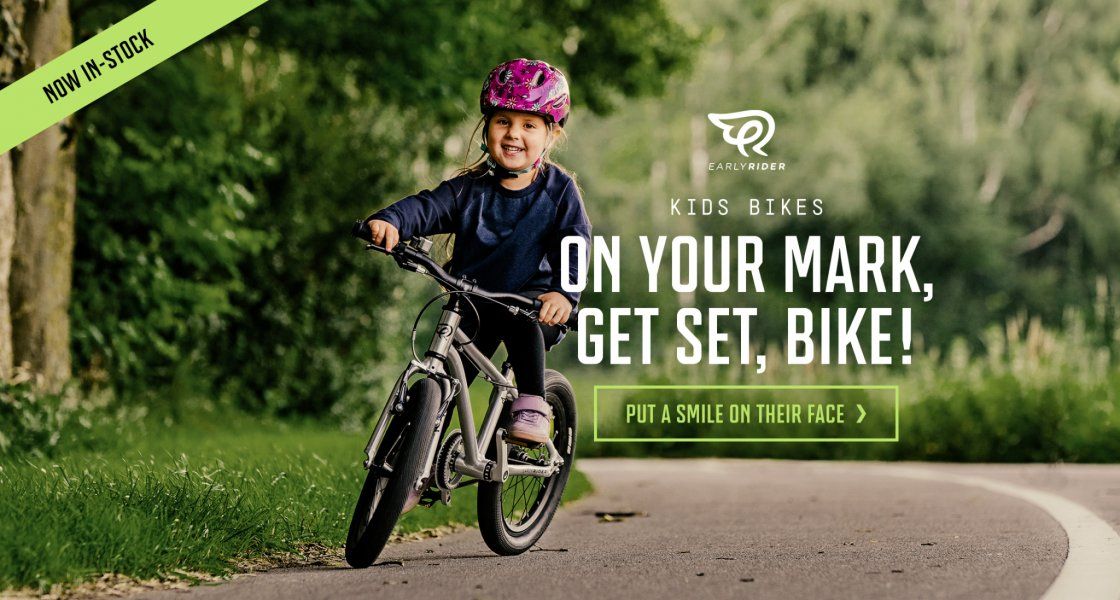 NOW IN-STOCK
EARLYRIDER
KIDS BIKES
ON YOUR MARK,
GET SET, BIKE!
PUT A SMILE ON THEIR FACE ❯